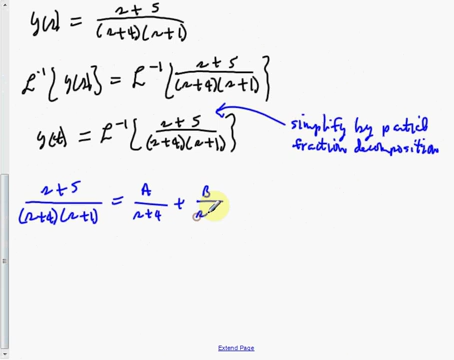 y(s) = s + 5 / (s+4)(s+1)
L⁻¹{y(s)} = L⁻¹{s + 5 / (s+4)(s+1)}
y(t) = L⁻¹{s + 5 / (s+4)(s+1)}
simplify by partial
fraction decomposition
s + 5 / (s+4)(s+1) = A / s+4 + B / s
Extend Page